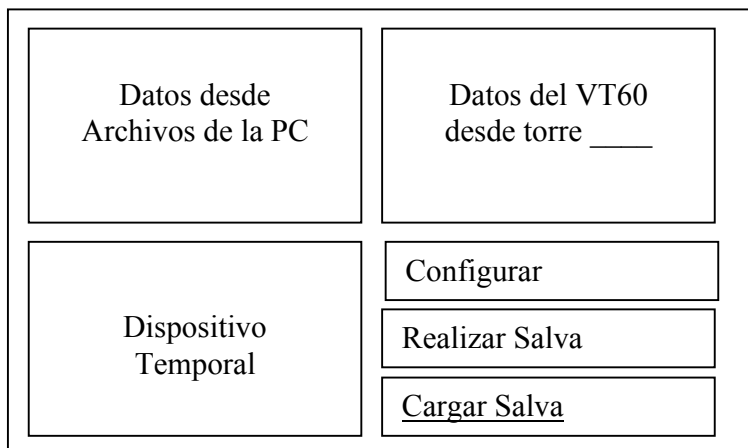 Datos desde
Archivos de la PC
Datos del VT60
desde torre ____
Dispositivo
Temporal
Configurar
Realizar Salva
Cargar Salva